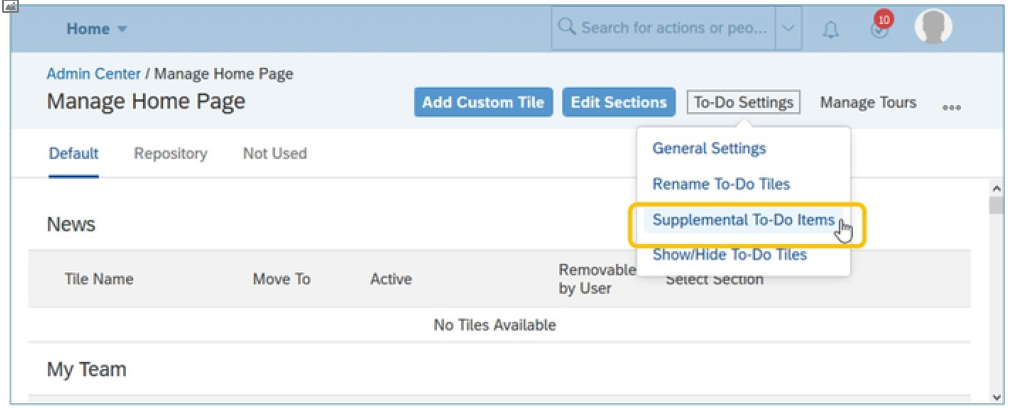 Home
Search for actions or peo...
10
Admin Center / Manage Home Page
Manage Home Page
Add Custom Tile
Edit Sections
To-Do Settings
Manage Tours
General Settings
Rename To-Do Tiles
Supplemental To-Do Items
Show/Hide To-Do Tiles
Default
Repository
Not Used
News
Tile Name
Move To
Active
Removable
by User
Select Section
No Tiles Available
My Team